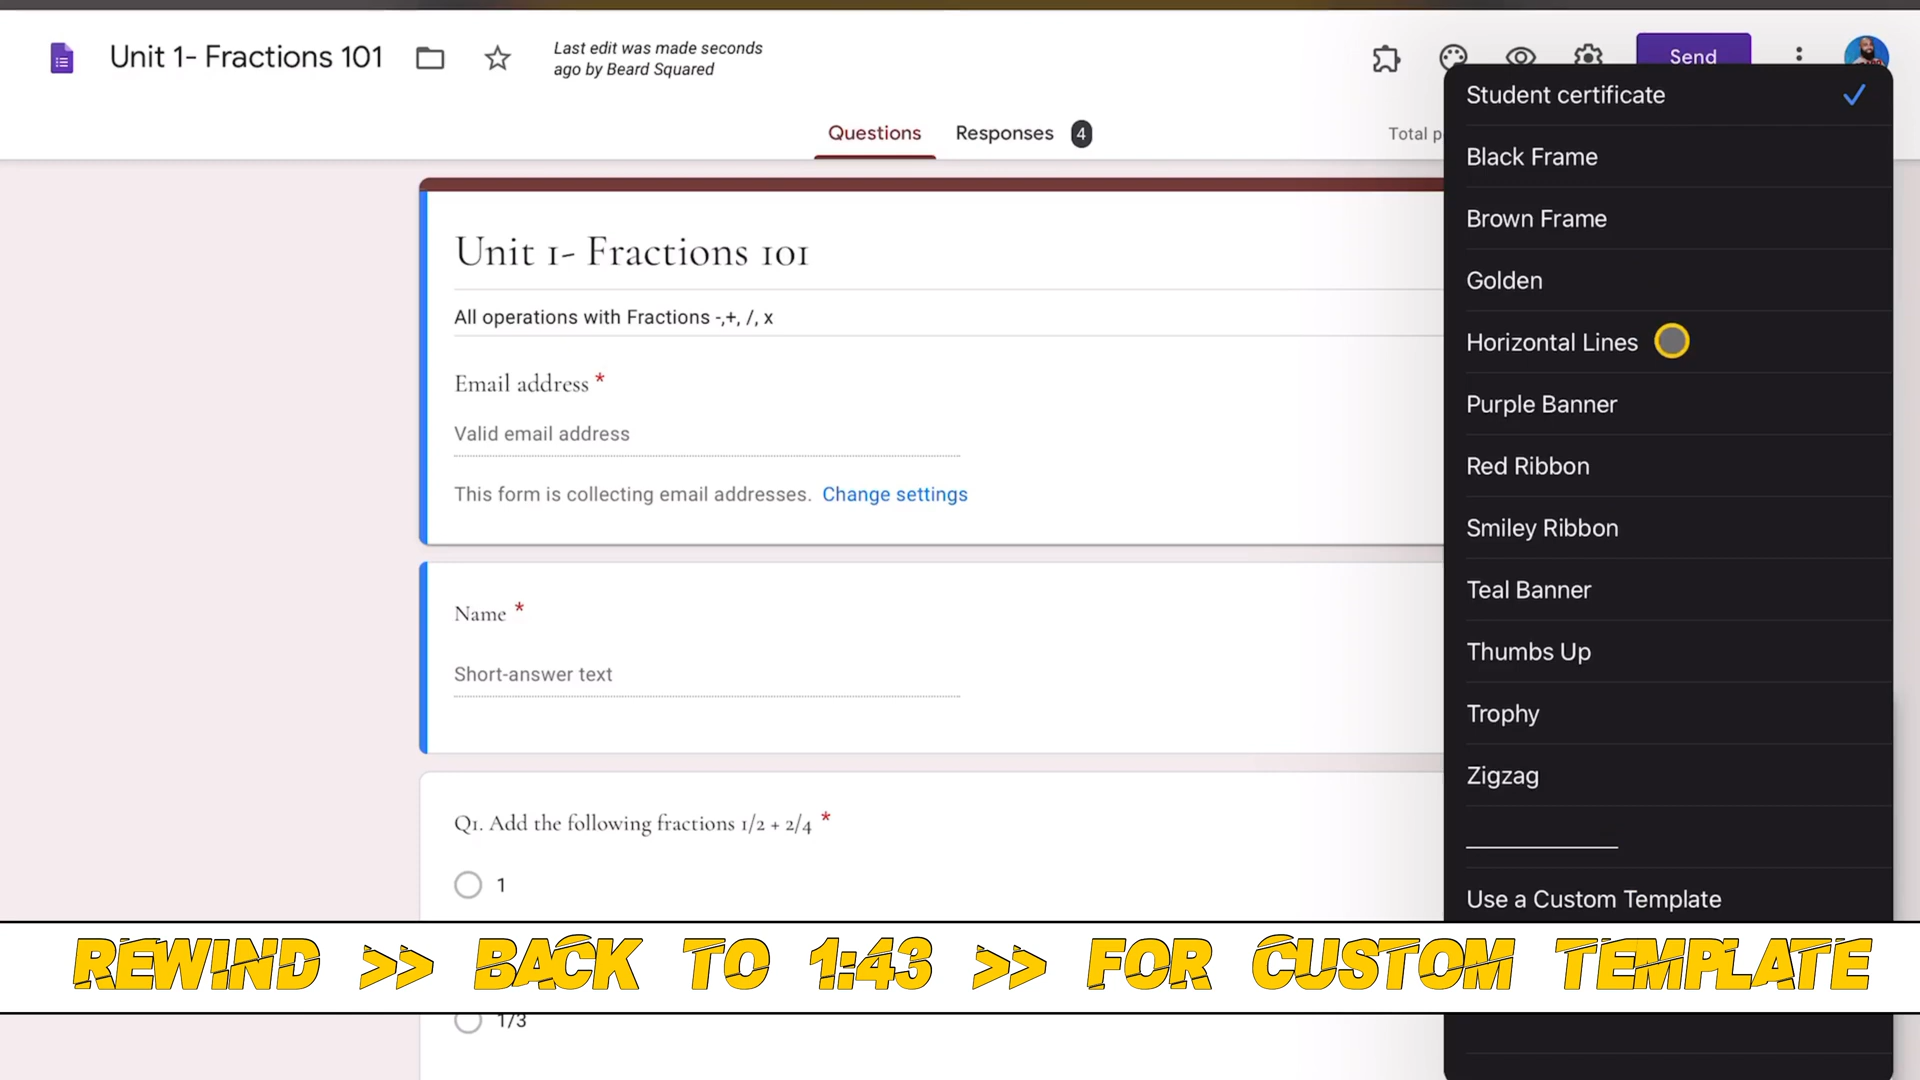 Unit 1- Fractions 101
Last edit was made seconds
ago by Beard Squared
Send
Questions
Responses 4
Total p
Unit 1- Fractions 101
All operations with Fractions -,+, /, x
Email address *
Valid email address
This form is collecting email addresses. Change settings
Name *
Short-answer text
Q1. Add the following fractions 1/2 + 2/4 *
1
1/3
Student certificate
Black Frame
Brown Frame
Golden
Horizontal Lines
Purple Banner
Red Ribbon
Smiley Ribbon
Teal Banner
Thumbs Up
Trophy
Zigzag
Use a Custom Template
REWIND >> BACK TO 1:43 >> FOR CUSTOM TEMPLATE